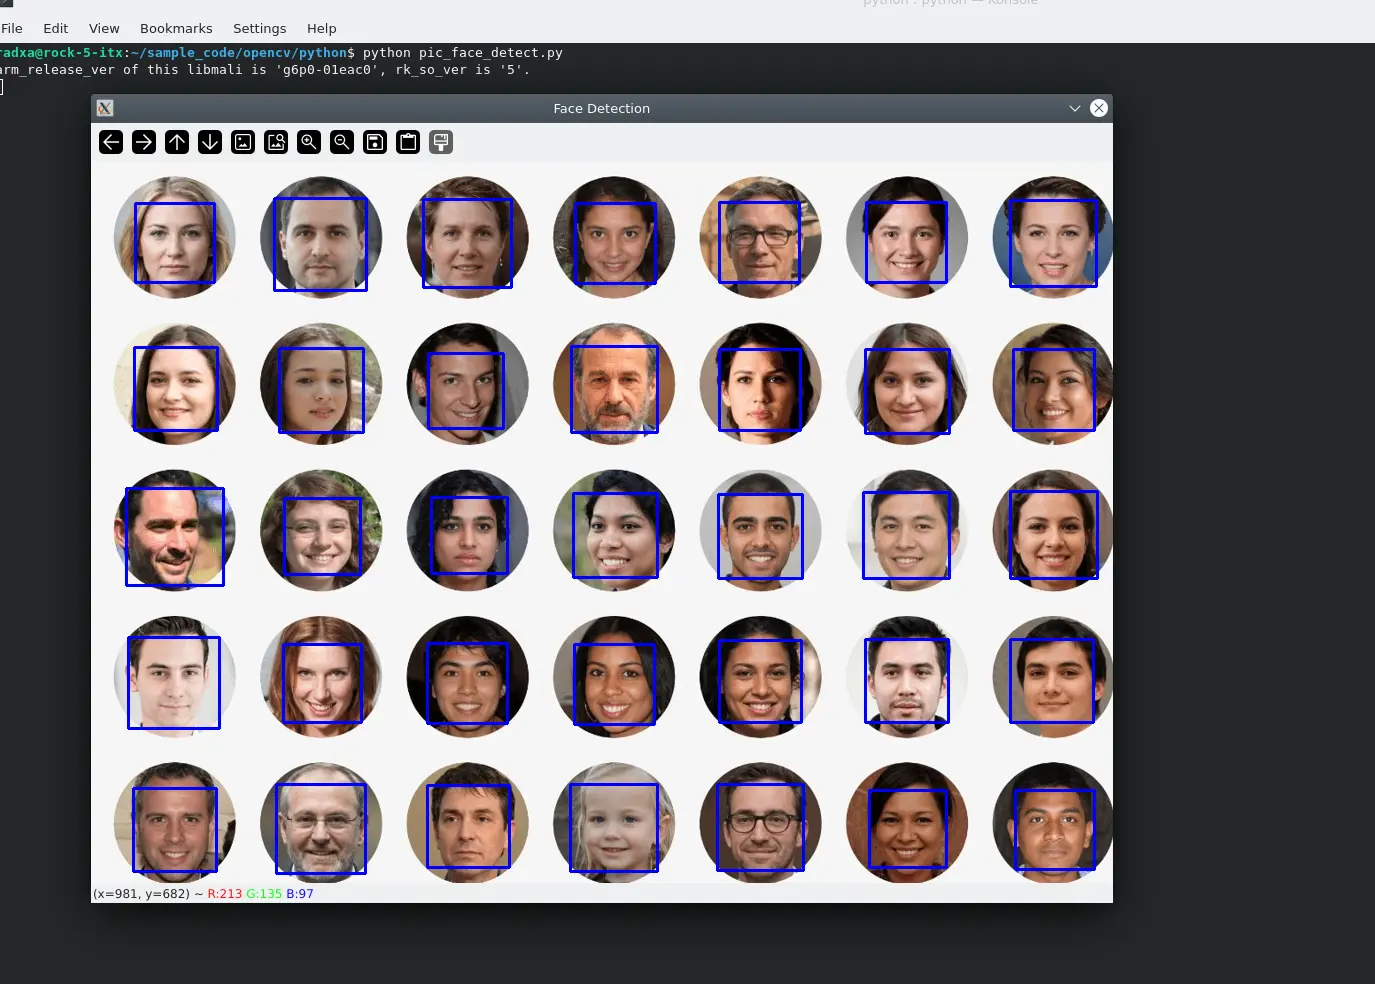 python : python — Konsole
File Edit View Bookmarks Settings Help
radxa@rock-5-itx:~/sample_code/opencv/python$ python pic_face_detect.py
arm_release_ver of this libmali is 'g6p0-01eac0', rk_so_ver is '5'.
Face Detection
(x=981, y=682) ~ R:213 G:135 B:97